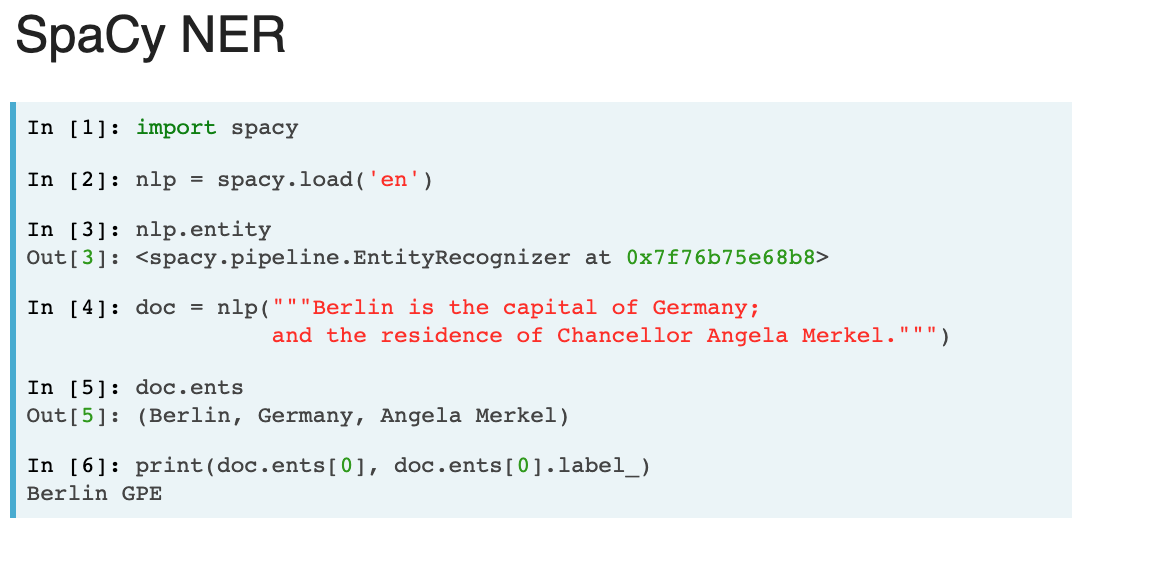 SpaCy NER
In [1]: import spacy
In [2]: nlp = spacy.load('en')
In [3]: nlp.entity
Out[3]: <spacy.pipeline.EntityRecognizer at 0x7f76b75e68b8>
In [4]: doc = nlp("""Berlin is the capital of Germany;
and the residence of Chancellor Angela Merkel.""")
In [5]: doc.ents
Out[5]: (Berlin, Germany, Angela Merkel)
In [6]: print(doc.ents[0], doc.ents[0].label_)
Berlin GPE